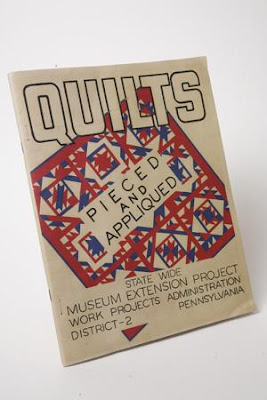 QUILTS
PIECED
AND
APPLIQUED
STATE WIDE
MUSEUM EXTENSION PROJECT
WORK PROJECTS ADMINISTRATION
DISTRICT-2 PENNSYLVANIA